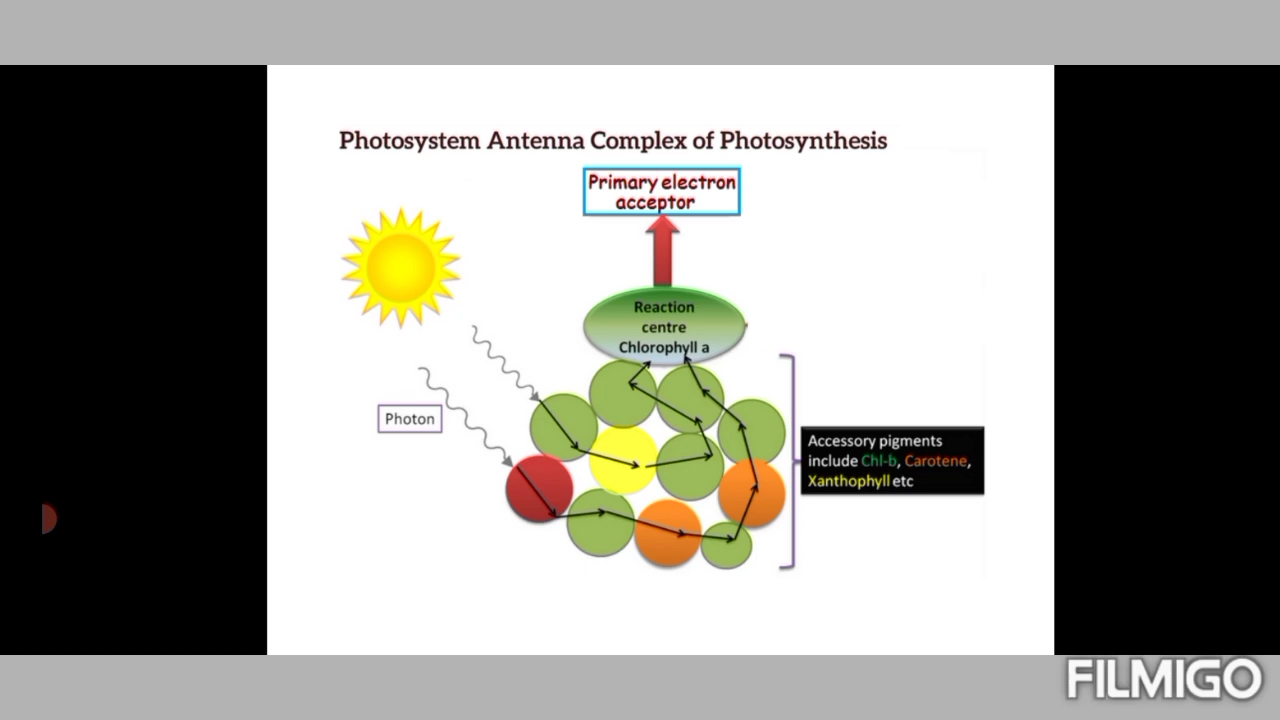 Photosystem Antenna Complex of Photosynthesis
Primary electron
acceptor
Reaction
centre
Chlorophyll a
Photon
Accessory pigments
include Chl-b, Carotene,
Xanthophyll etc
FILMIGO